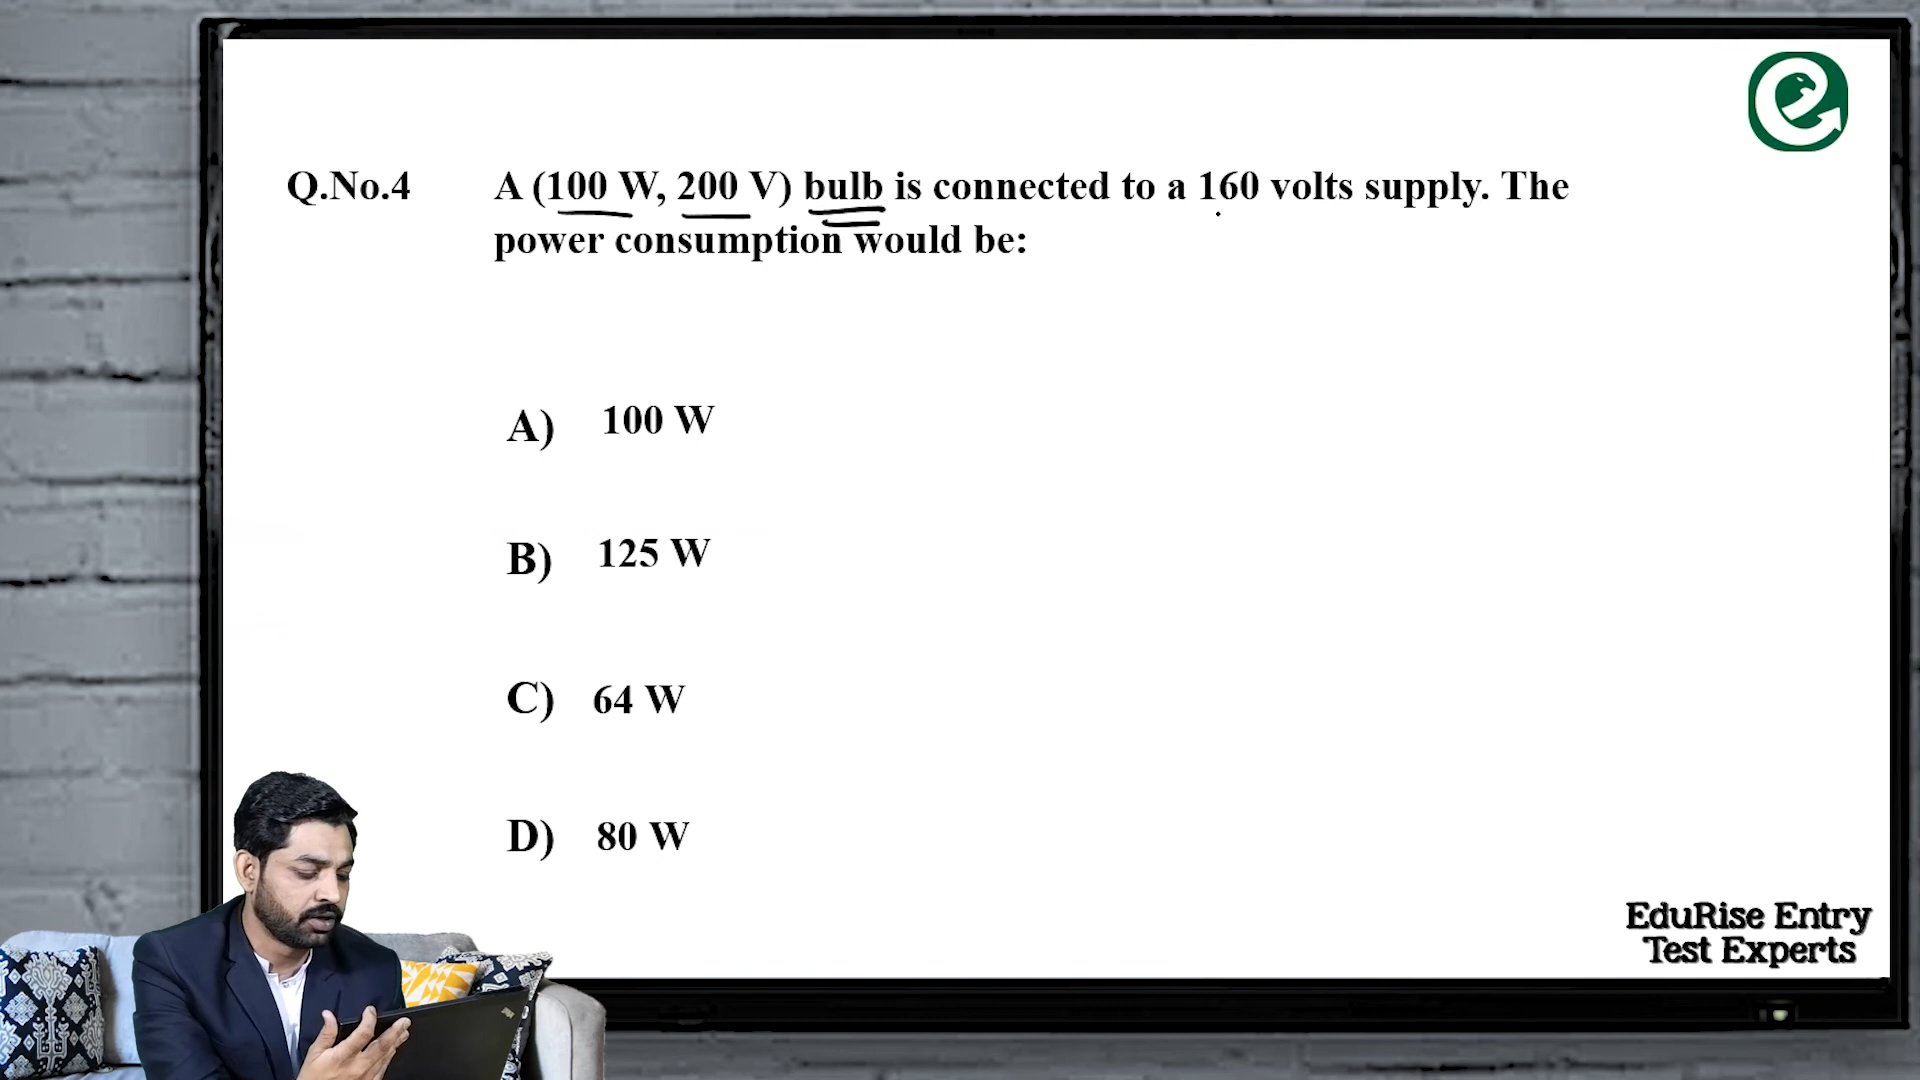 Q.No.4 A (100 W, 200 V) bulb is connected to a 160 volts supply. The
power consumption would be:
A) 100 W
B) 125 W
C) 64 W
D) 80 W
EduRise Entry
Test Experts